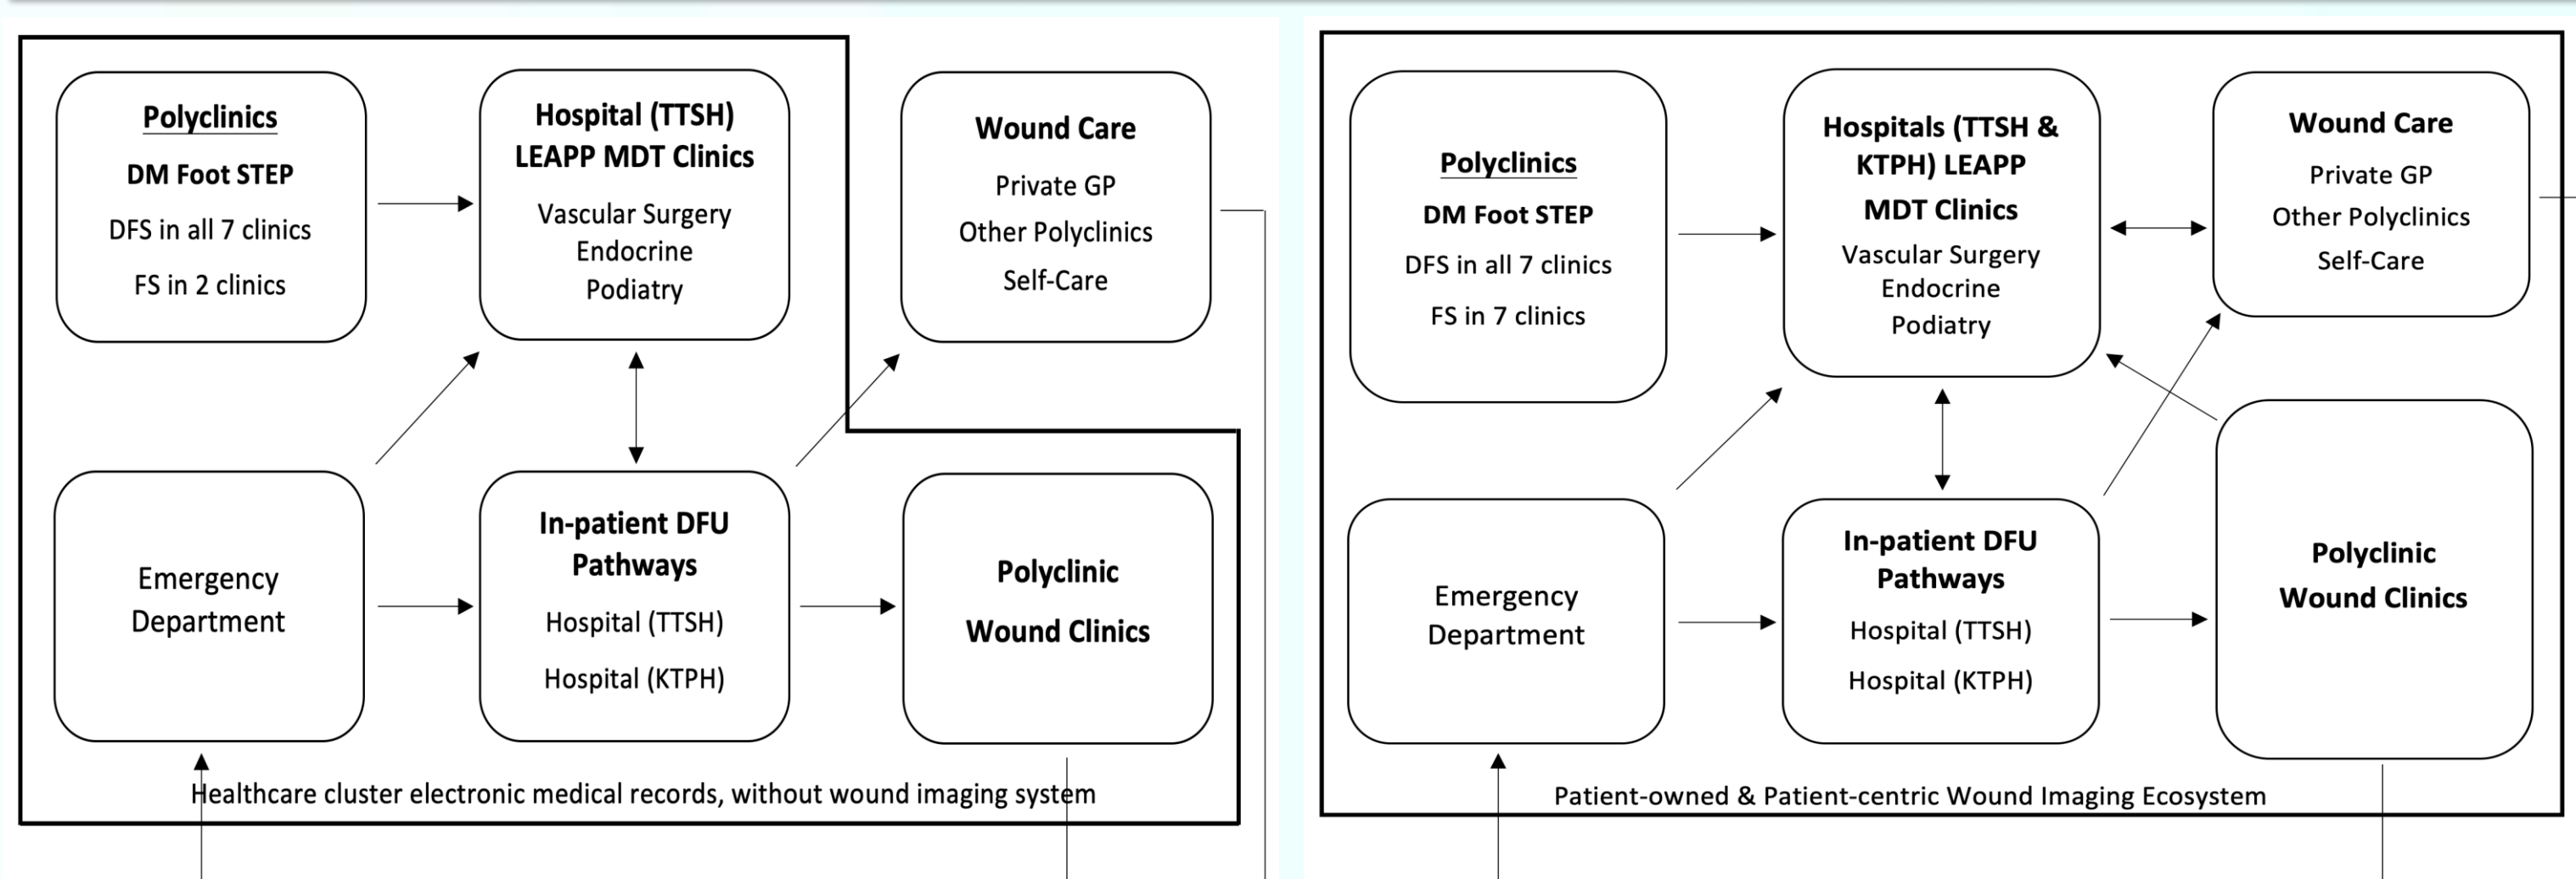 Polyclinics
DM Foot STEP
DFS in all 7 clinics
FS in 2 clinics
Hospital (TTSH)
LEAPP MDT Clinics
Vascular Surgery
Endocrine
Podiatry
Wound Care
Private GP
Other Polyclinics
Self-Care
Emergency
Department
In-patient DFU
Pathways
Hospital (TTSH)
Hospital (KTPH)
Polyclinic
Wound Clinics
Healthcare cluster electronic medical records, without wound imaging system
Polyclinics
DM Foot STEP
DFS in all 7 clinics
FS in 7 clinics
Hospitals (TTSH &
KTPH) LEAPP
MDT Clinics
Vascular Surgery
Endocrine
Podiatry
Wound Care
Private GP
Other Polyclinics
Self-Care
Emergency
Department
In-patient DFU
Pathways
Hospital (TTSH)
Hospital (KTPH)
Polyclinic
Wound Clinics
Patient-owned & Patient-centric Wound Imaging Ecosystem